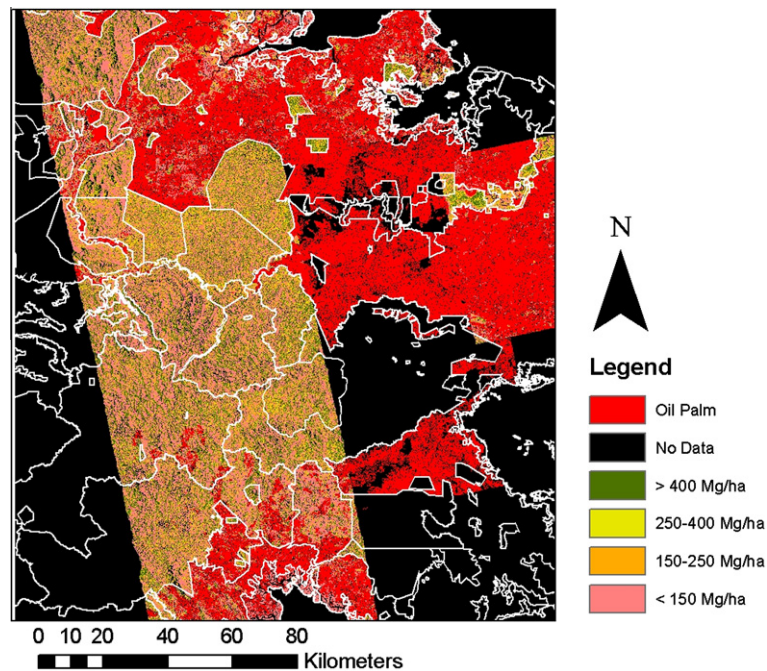 N
Legend
Oil Palm
No Data
> 400 Mg/ha
250-400 Mg/ha
150-250 Mg/ha
< 150 Mg/ha
0 10 20 40 60 80
Kilometers